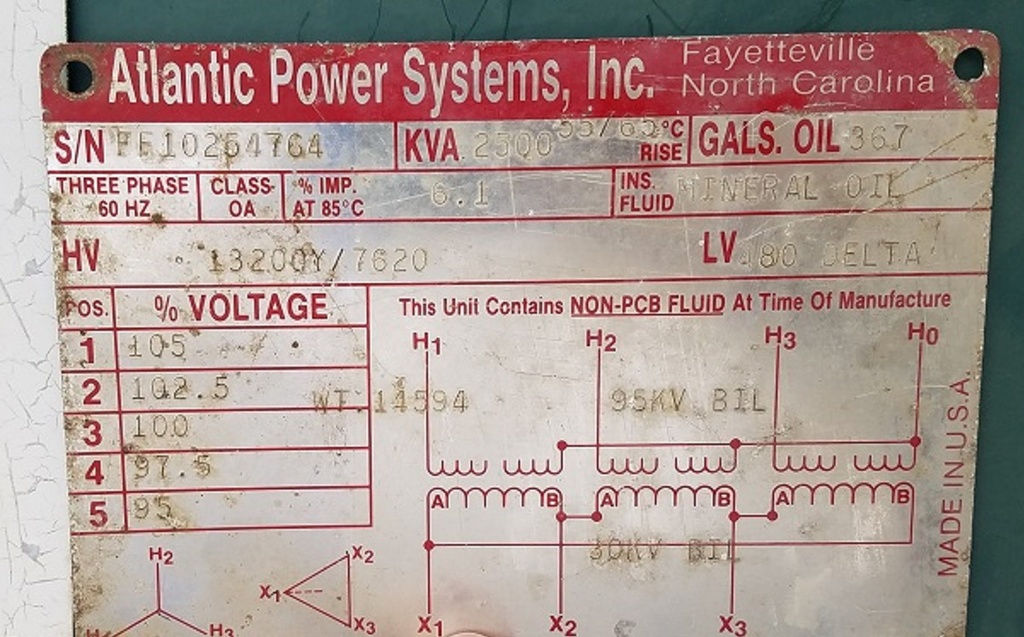 Atlantic Power Systems, Inc. Fayetteville North Carolina
S/N PE10264764 KVA 2500 55/65°C RISE GALS. OIL 367
THREE PHASE 60 HZ CLASS- OA % IMP. AT 85°C 6.1 INS. FLUID MINERAL OIL
HV 13200Y/7620 LV 480 DELTA
POS. % VOLTAGE This Unit Contains NON-PCB FLUID At Time Of Manufacture
H1 H2 H3 H0
1 105
2 102.5
WT. 14594 95KV BIL
3 100
4 97.5
5 95
A B A B A B
30KV BIL
MADE IN U.S.A.
H2 X2
X1
H3 X3
X1 X2 X3